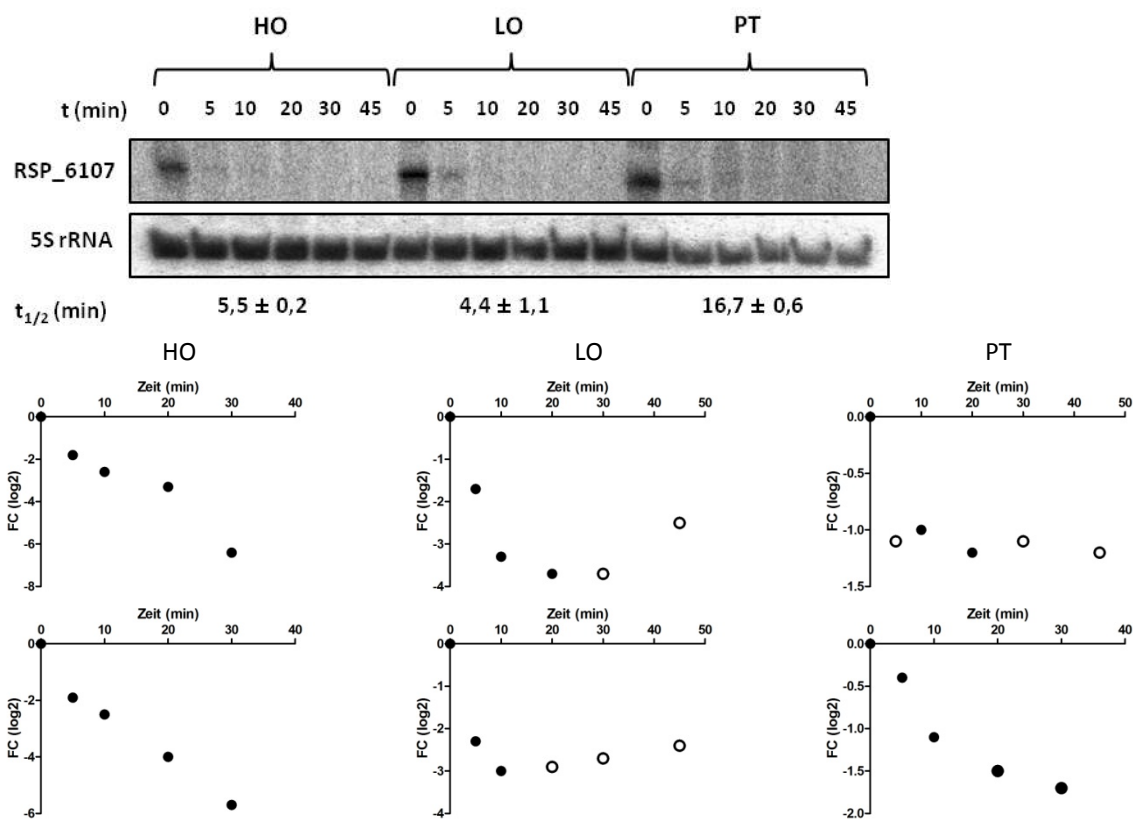 HO LO PT
t (min) 0 5 10 20 30 45 0 5 10 20 30 45 0 5 10 20 30 45
RSP_6107
5S rRNA
t1/2 (min) 5,5 ± 0,2 4,4 ± 1,1 16,7 ± 0,6
HO LO PT
Zeit (min) Zeit (min) Zeit (min)
0 10 20 30 40 0 10 20 30 40 50 0 10 20 30 40 50
FC (log2) 0 -2 -4 -6 -8
FC (log2) 0 -1 -2 -3 -4
FC (log2) 0.0 -0.5 -1.0 -1.5
Zeit (min) Zeit (min) Zeit (min)
0 10 20 30 40 0 10 20 30 40 50 0 10 20 30 40
FC (log2) 0 -2 -4 -6
FC (log2) 0 -1 -2 -3 -4
FC (log2) 0.0 -0.5 -1.0 -1.5 -2.0